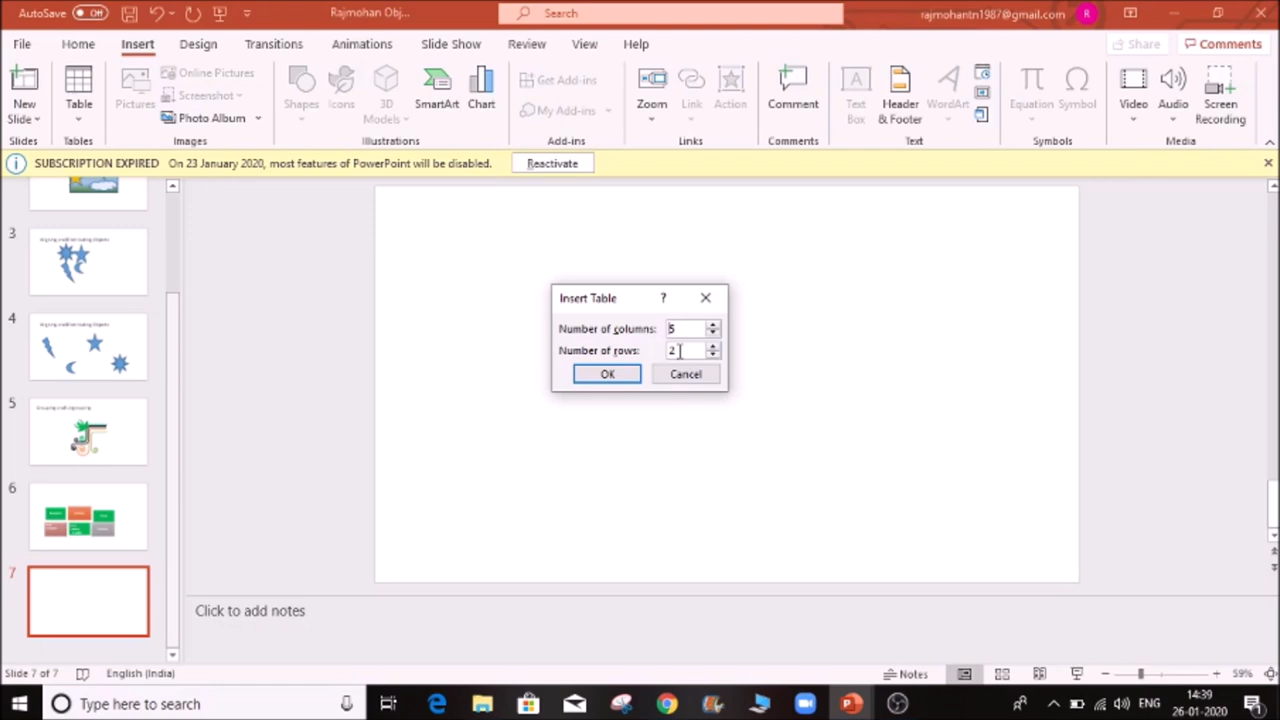 AutoSave Off Rajmohan Obj... Search rajmohantn1987@gmail.com R
File Home Insert Design Transitions Animations Slide Show Review View Help Share Comments
New Slide Table Pictures Online Pictures Screenshot Photo Album Shapes Icons 3D Models SmartArt Chart Get Add-ins My Add-ins Zoom Link Action Comment Text Box Header & Footer WordArt Equation Symbol Video Audio Screen Recording
Slides Tables Images Illustrations Add-ins Links Comments Text Symbols Media
SUBSCRIPTION EXPIRED On 23 January 2020, most features of PowerPoint will be disabled. Reactivate
3
4
5
6
7
Insert Table ?
Number of columns: 5
Number of rows: 2
OK Cancel
Click to add notes
Slide 7 of 7 English (India) Notes 59%
Type here to search ENG 14:39
26-01-2020
1